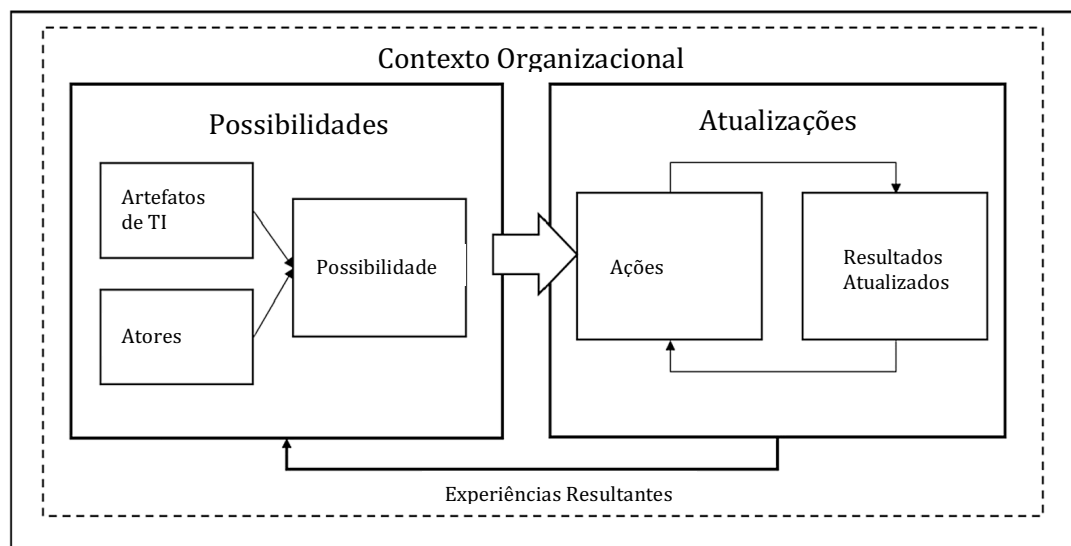 Contexto Organizacional
Possibilidades
Atualizações
Artefatos
de TI
Atores
Possibilidade
Ações
Resultados
Atualizados
Experiências Resultantes